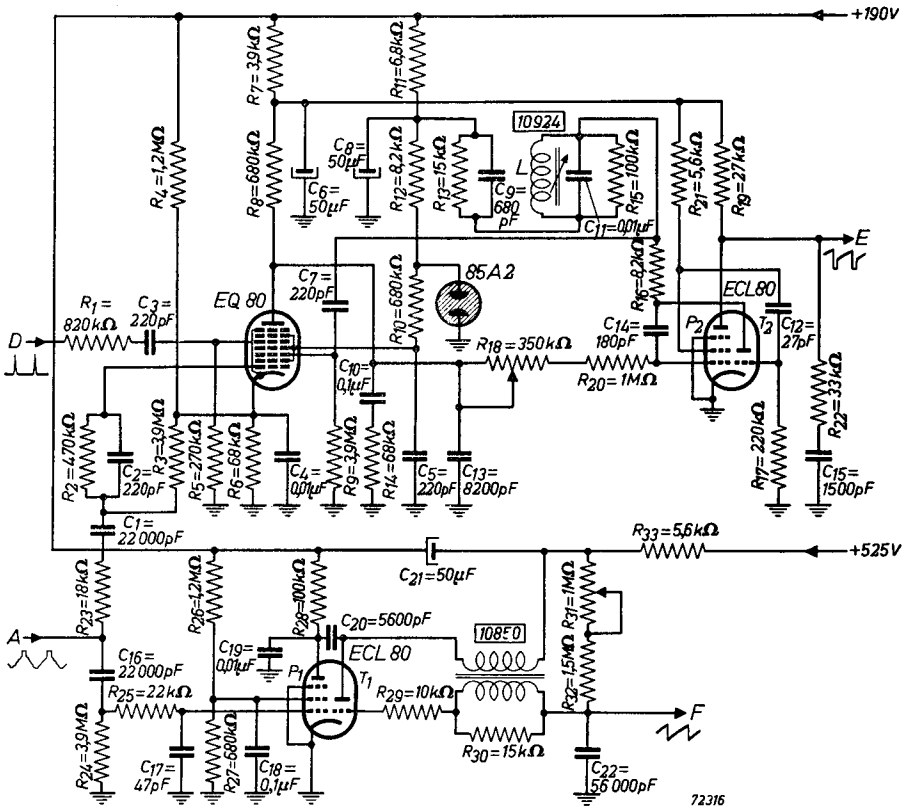 +190V
R7=3,9kΩ
R11=6,8kΩ
R4=1,2MΩ
R8=680kΩ
C6=
50µF
C8=
50µF
R12=8,2kΩ
R13=15kΩ
C9=
680
pF
10924
L
C11=0,01µF
R15=100kΩ
R21=5,6kΩ
R19=27kΩ
E
R16=8,2kΩ
85A2
C7=
220pF
R10=680kΩ
EQ 80
R1=
820kΩ
C3=
220pF
D
C10=
0,1µF
R18=350kΩ
C14=
180pF
R20=1MΩ
ECL80
P2
T2
C12=
27pF
R22=33kΩ
R17=220kΩ
C15=
1500pF
R2=470kΩ
C2=
220pF
R3=3,9MΩ
R5=270kΩ
R6=68kΩ
C4=
0,01µF
R9=3,9MΩ
R14=68kΩ
C5=
220pF
C13=
8200pF
C1=
22000pF
R33=5,6kΩ
+525V
C21=50µF
R23=18kΩ
R26=1,2MΩ
R28=100kΩ
C20=5600pF
R31=1MΩ
A
C19=
0,01µF
ECL 80
P1
T1
10850
C16=
22000pF
R25=22kΩ
R29=10kΩ
R32=1,5MΩ
F
R30=15kΩ
R24=3,9MΩ
C17=
47pF
R27=680kΩ
C18=
0,1µF
C22=
56000pF
72316